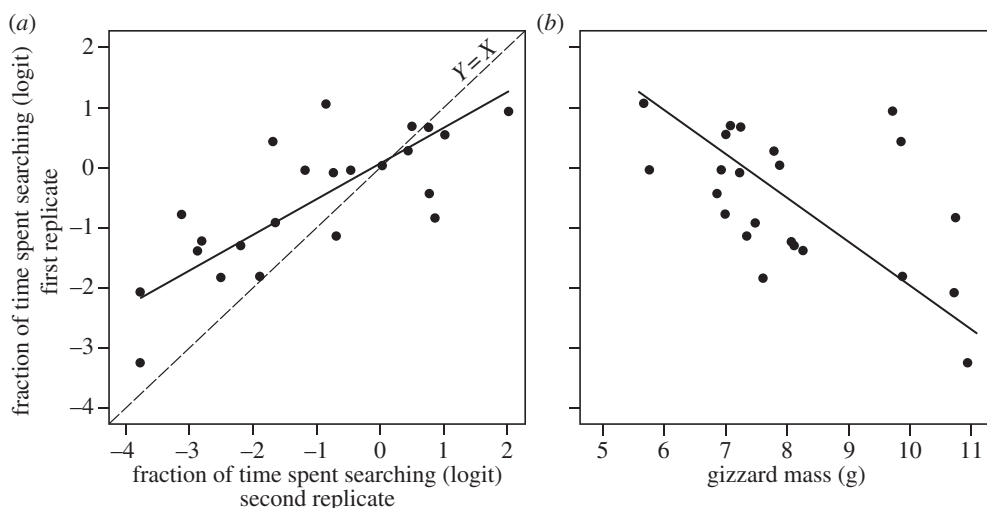 (a)
(b)
fraction of time spent searching (logit)
first replicate
2
1
0
–1
–2
–3
–4
Y=X
–4 –3 –2 –1 0 1 2
fraction of time spent searching (logit)
second replicate
5 6 7 8 9 10 11
gizzard mass (g)